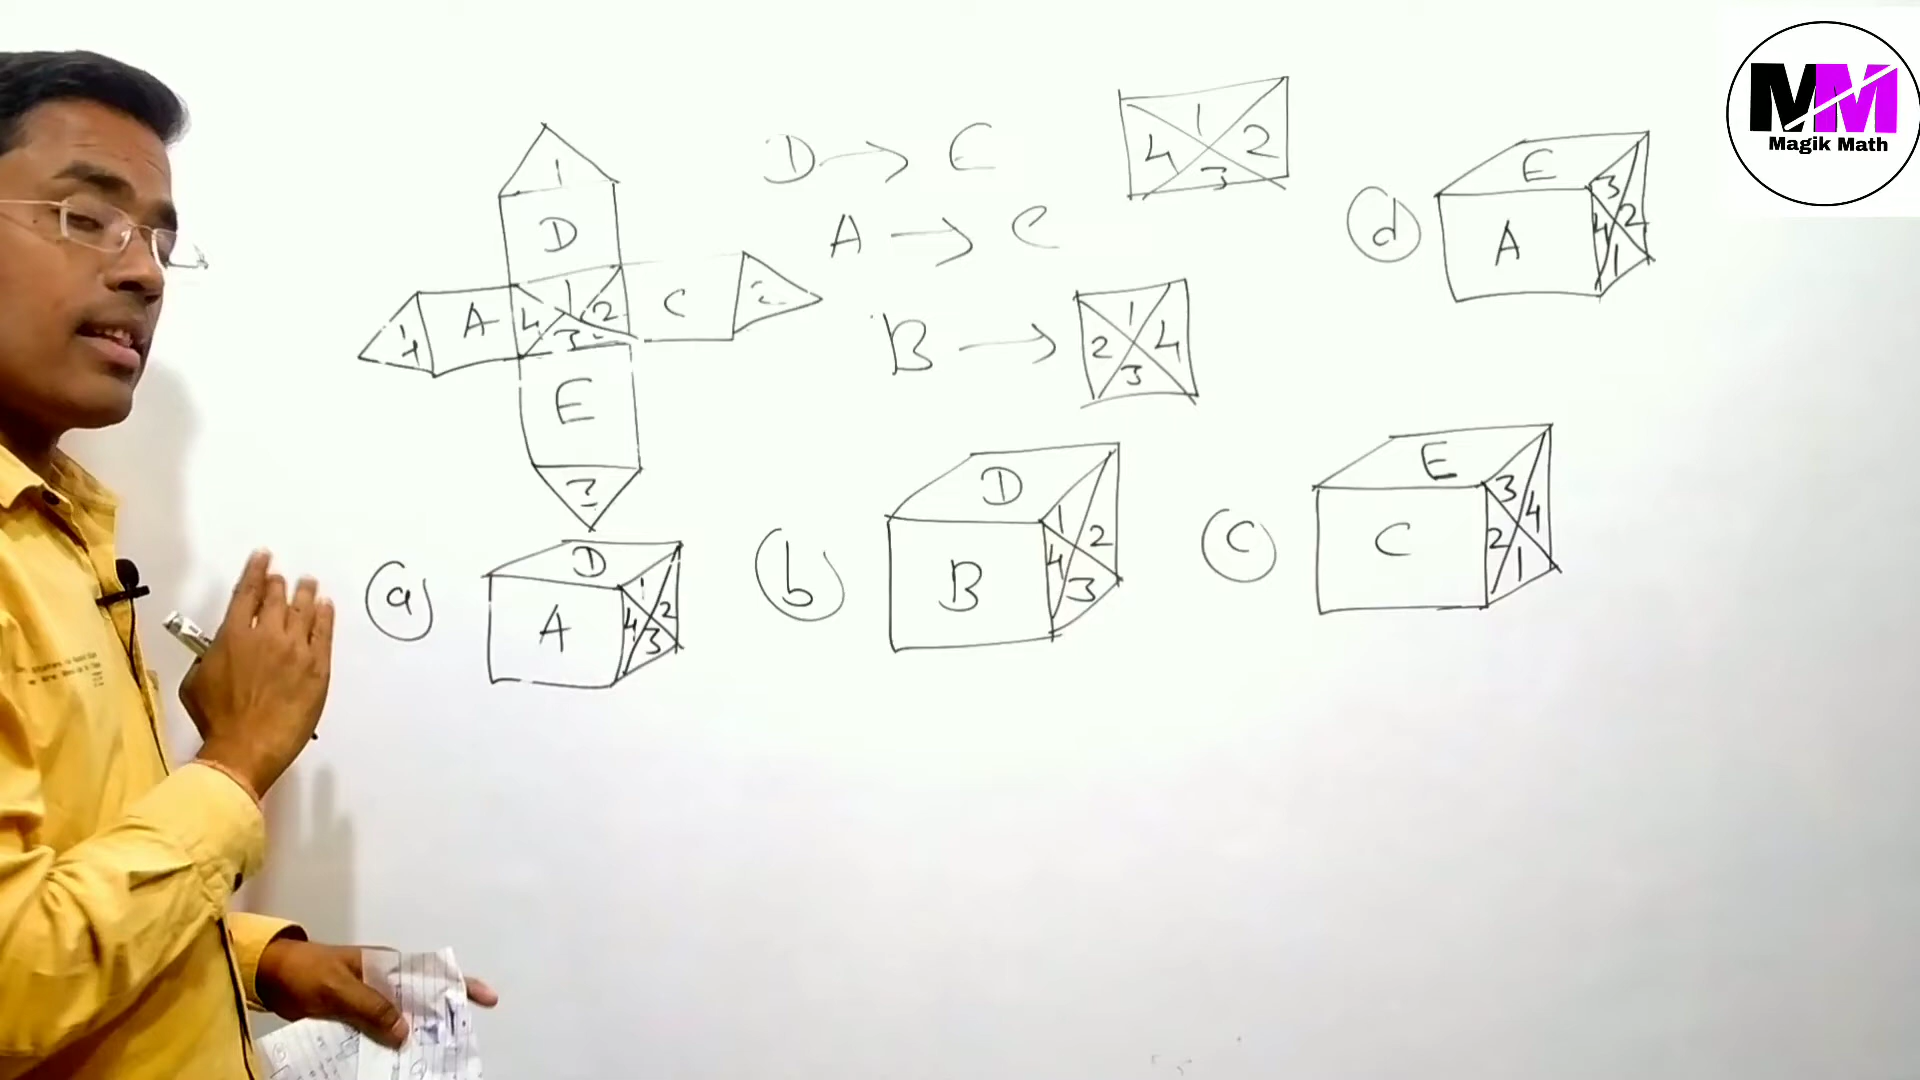 MM
Magik Math
1
D
1 A 4 1 2 3 C 2
E
3
D → E
A → C
B → 1 2 4 3
1 4 2 3
d E A 3 4 2 1
a D A 1 4 2 3
b D B 1 4 2 3
c E C 3 2 4 1